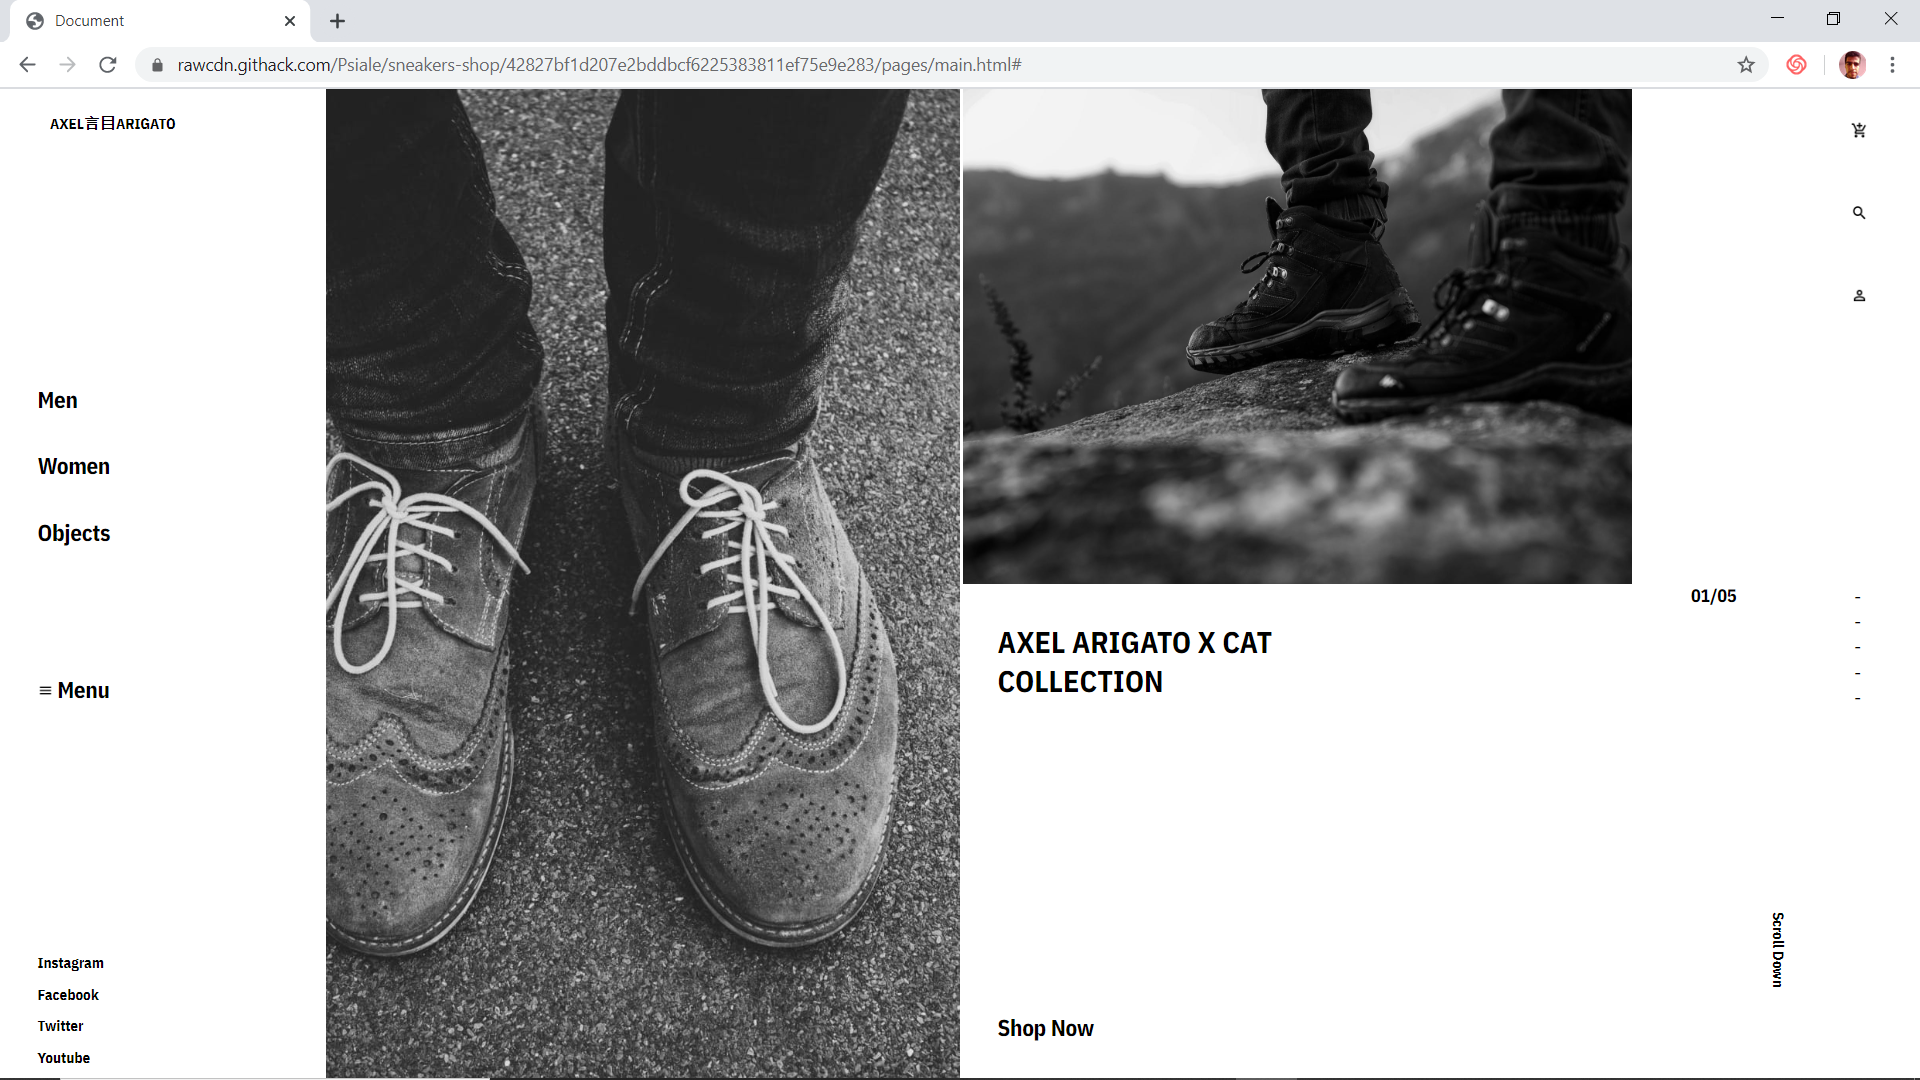 Document
rawcdn.githack.com/Psiale/sneakers-shop/42827bf1d207e2bddbcf6225383811ef75e9e283/pages/main.html#
AXEL言目ARIGATO
Men
Women
Objects
Menu
Instagram
Facebook
Twitter
Youtube
01/05
-
-
-
-
-
AXEL ARIGATO X CAT
COLLECTION
Shop Now
Scroll Down